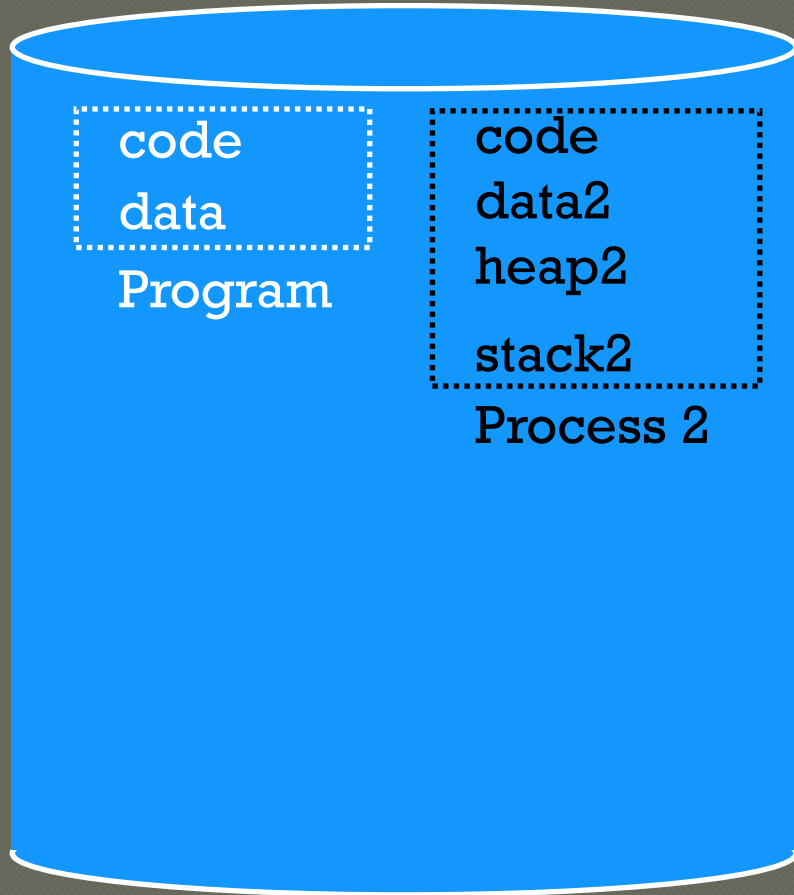 code
data
Program
code
data2
heap2
stack2
Process 2